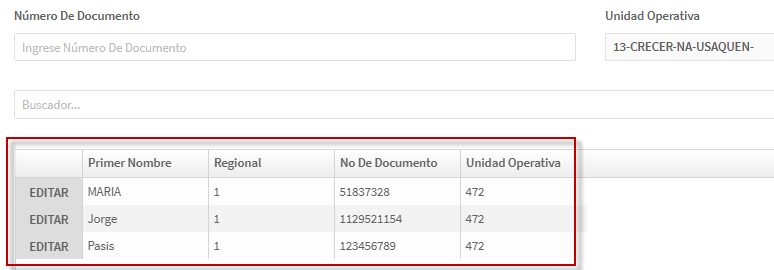 Número De Documento Unidad Operativa
Ingrese Número De Documento 13-CRECER-NA-USAQUEN-
Buscador...
Primer Nombre Regional No De Documento Unidad Operativa
EDITAR MARIA 1 51837328 472
EDITAR Jorge 1 1129521154 472
EDITAR Pasis 1 123456789 472